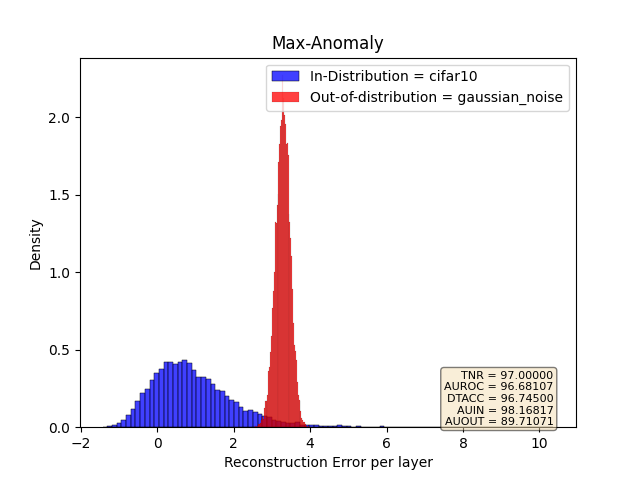 Max-Anomaly
In-Distribution = cifar10
Out-of-distribution = gaussian_noise
2.0
1.5
1.0
0.5
0.0
Density
TNR = 97.00000
AUROC = 96.68107
DTACC = 96.74500
AUIN = 98.16817
AUOUT = 89.71071
−2 0 2 4 6 8 10
Reconstruction Error per layer